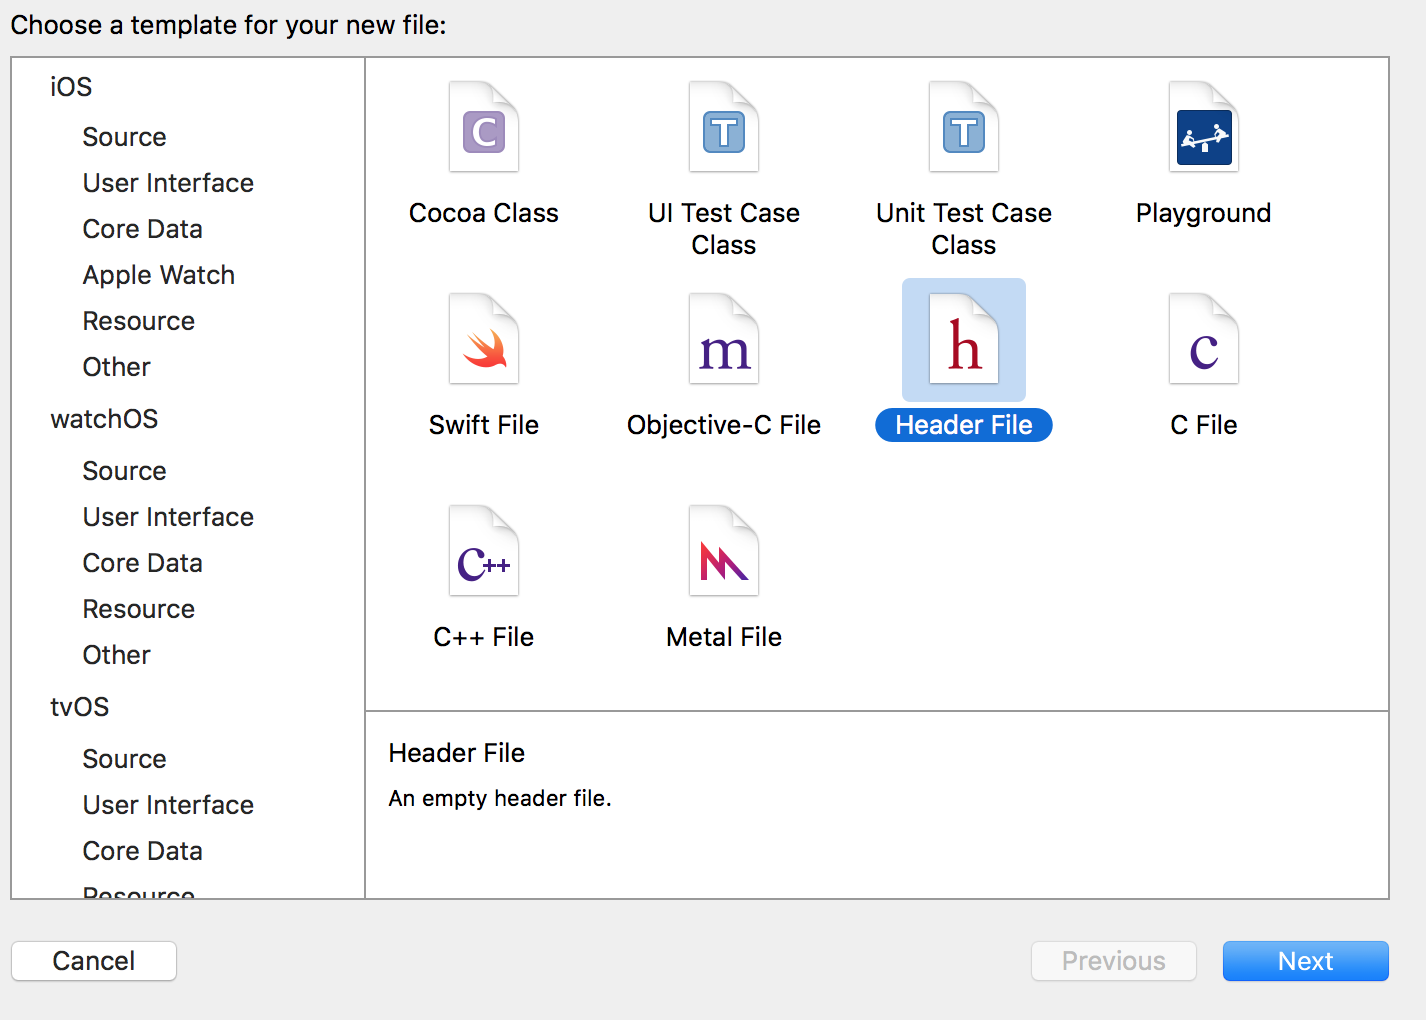 Choose a template for your new file:
iOS
Source
User Interface
Core Data
Apple Watch
Resource
Other
watchOS
Source
User Interface
Core Data
Resource
Other
tvOS
Source
User Interface
Core Data
Resource
C
Cocoa Class
T
UI Test Case
Class
T
Unit Test Case
Class
Playground
Swift File
m
Objective-C File
h
Header File
c
C File
C++
C++ File
Metal File
Header File
An empty header file.
Cancel
Previous
Next